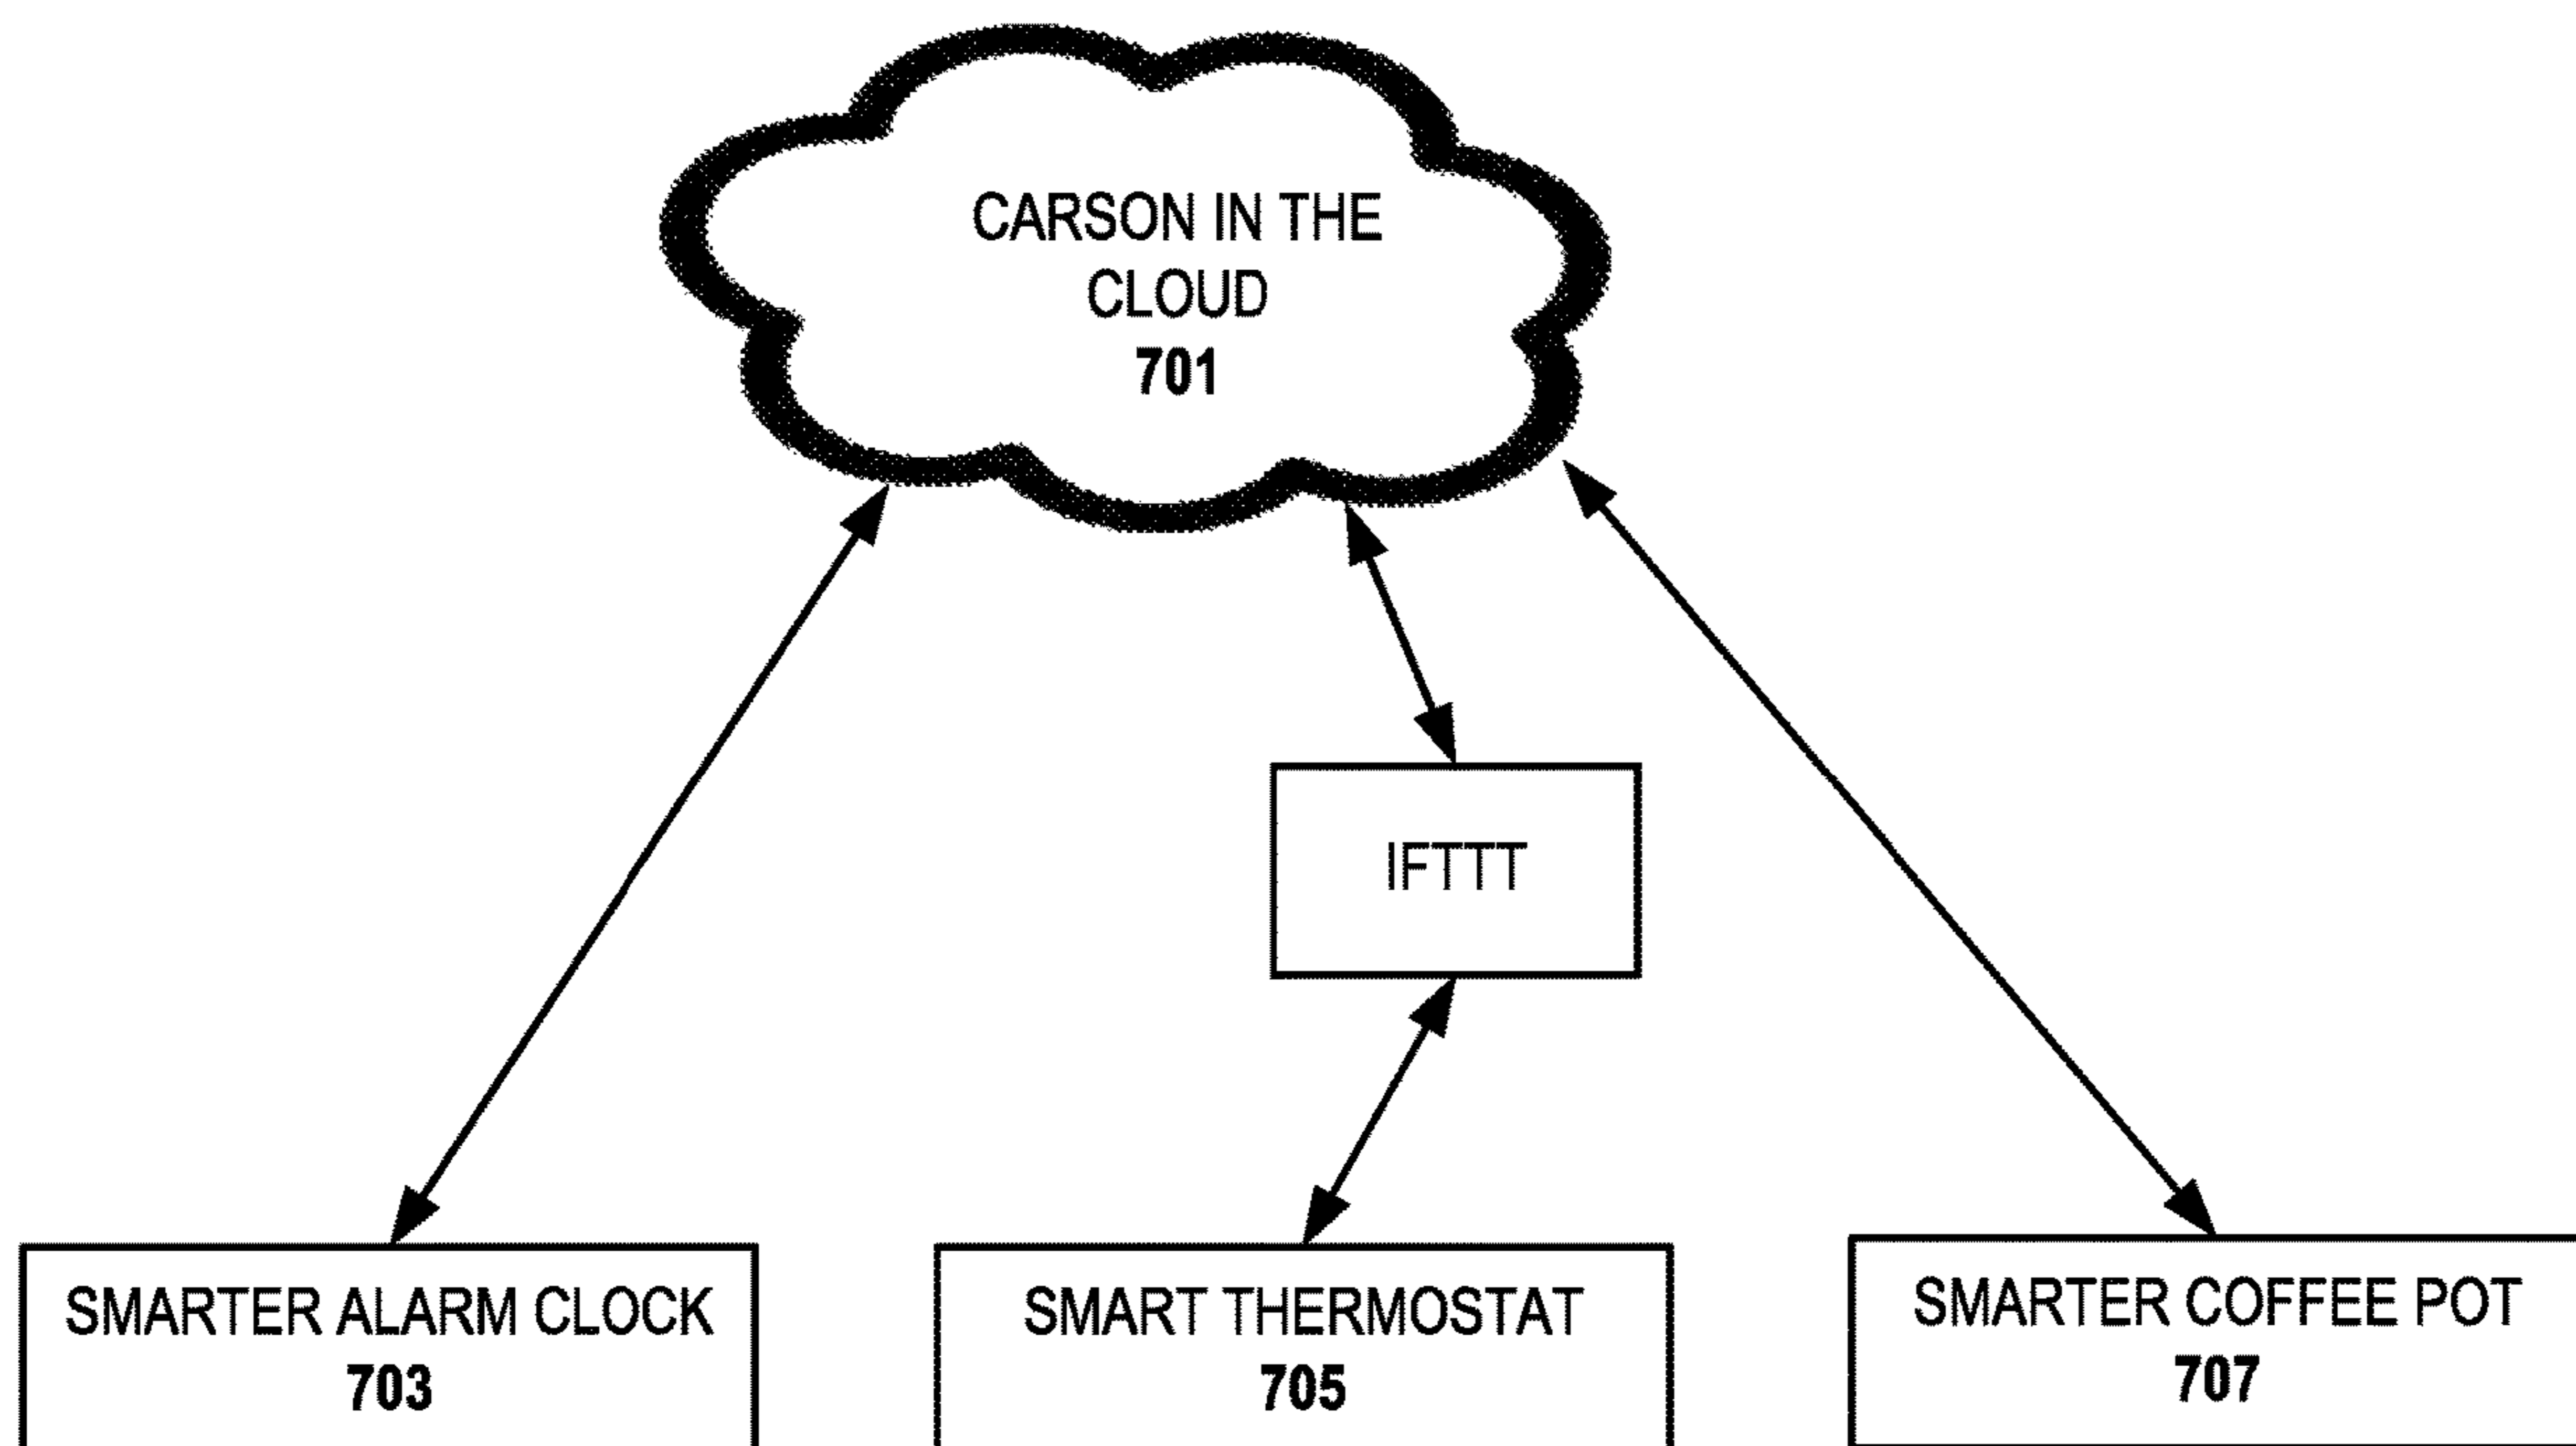 CARSON IN THE
CLOUD
701
IFTTT
SMARTER ALARM CLOCK
703
SMART THERMOSTAT
705
SMARTER COFFEE POT
707